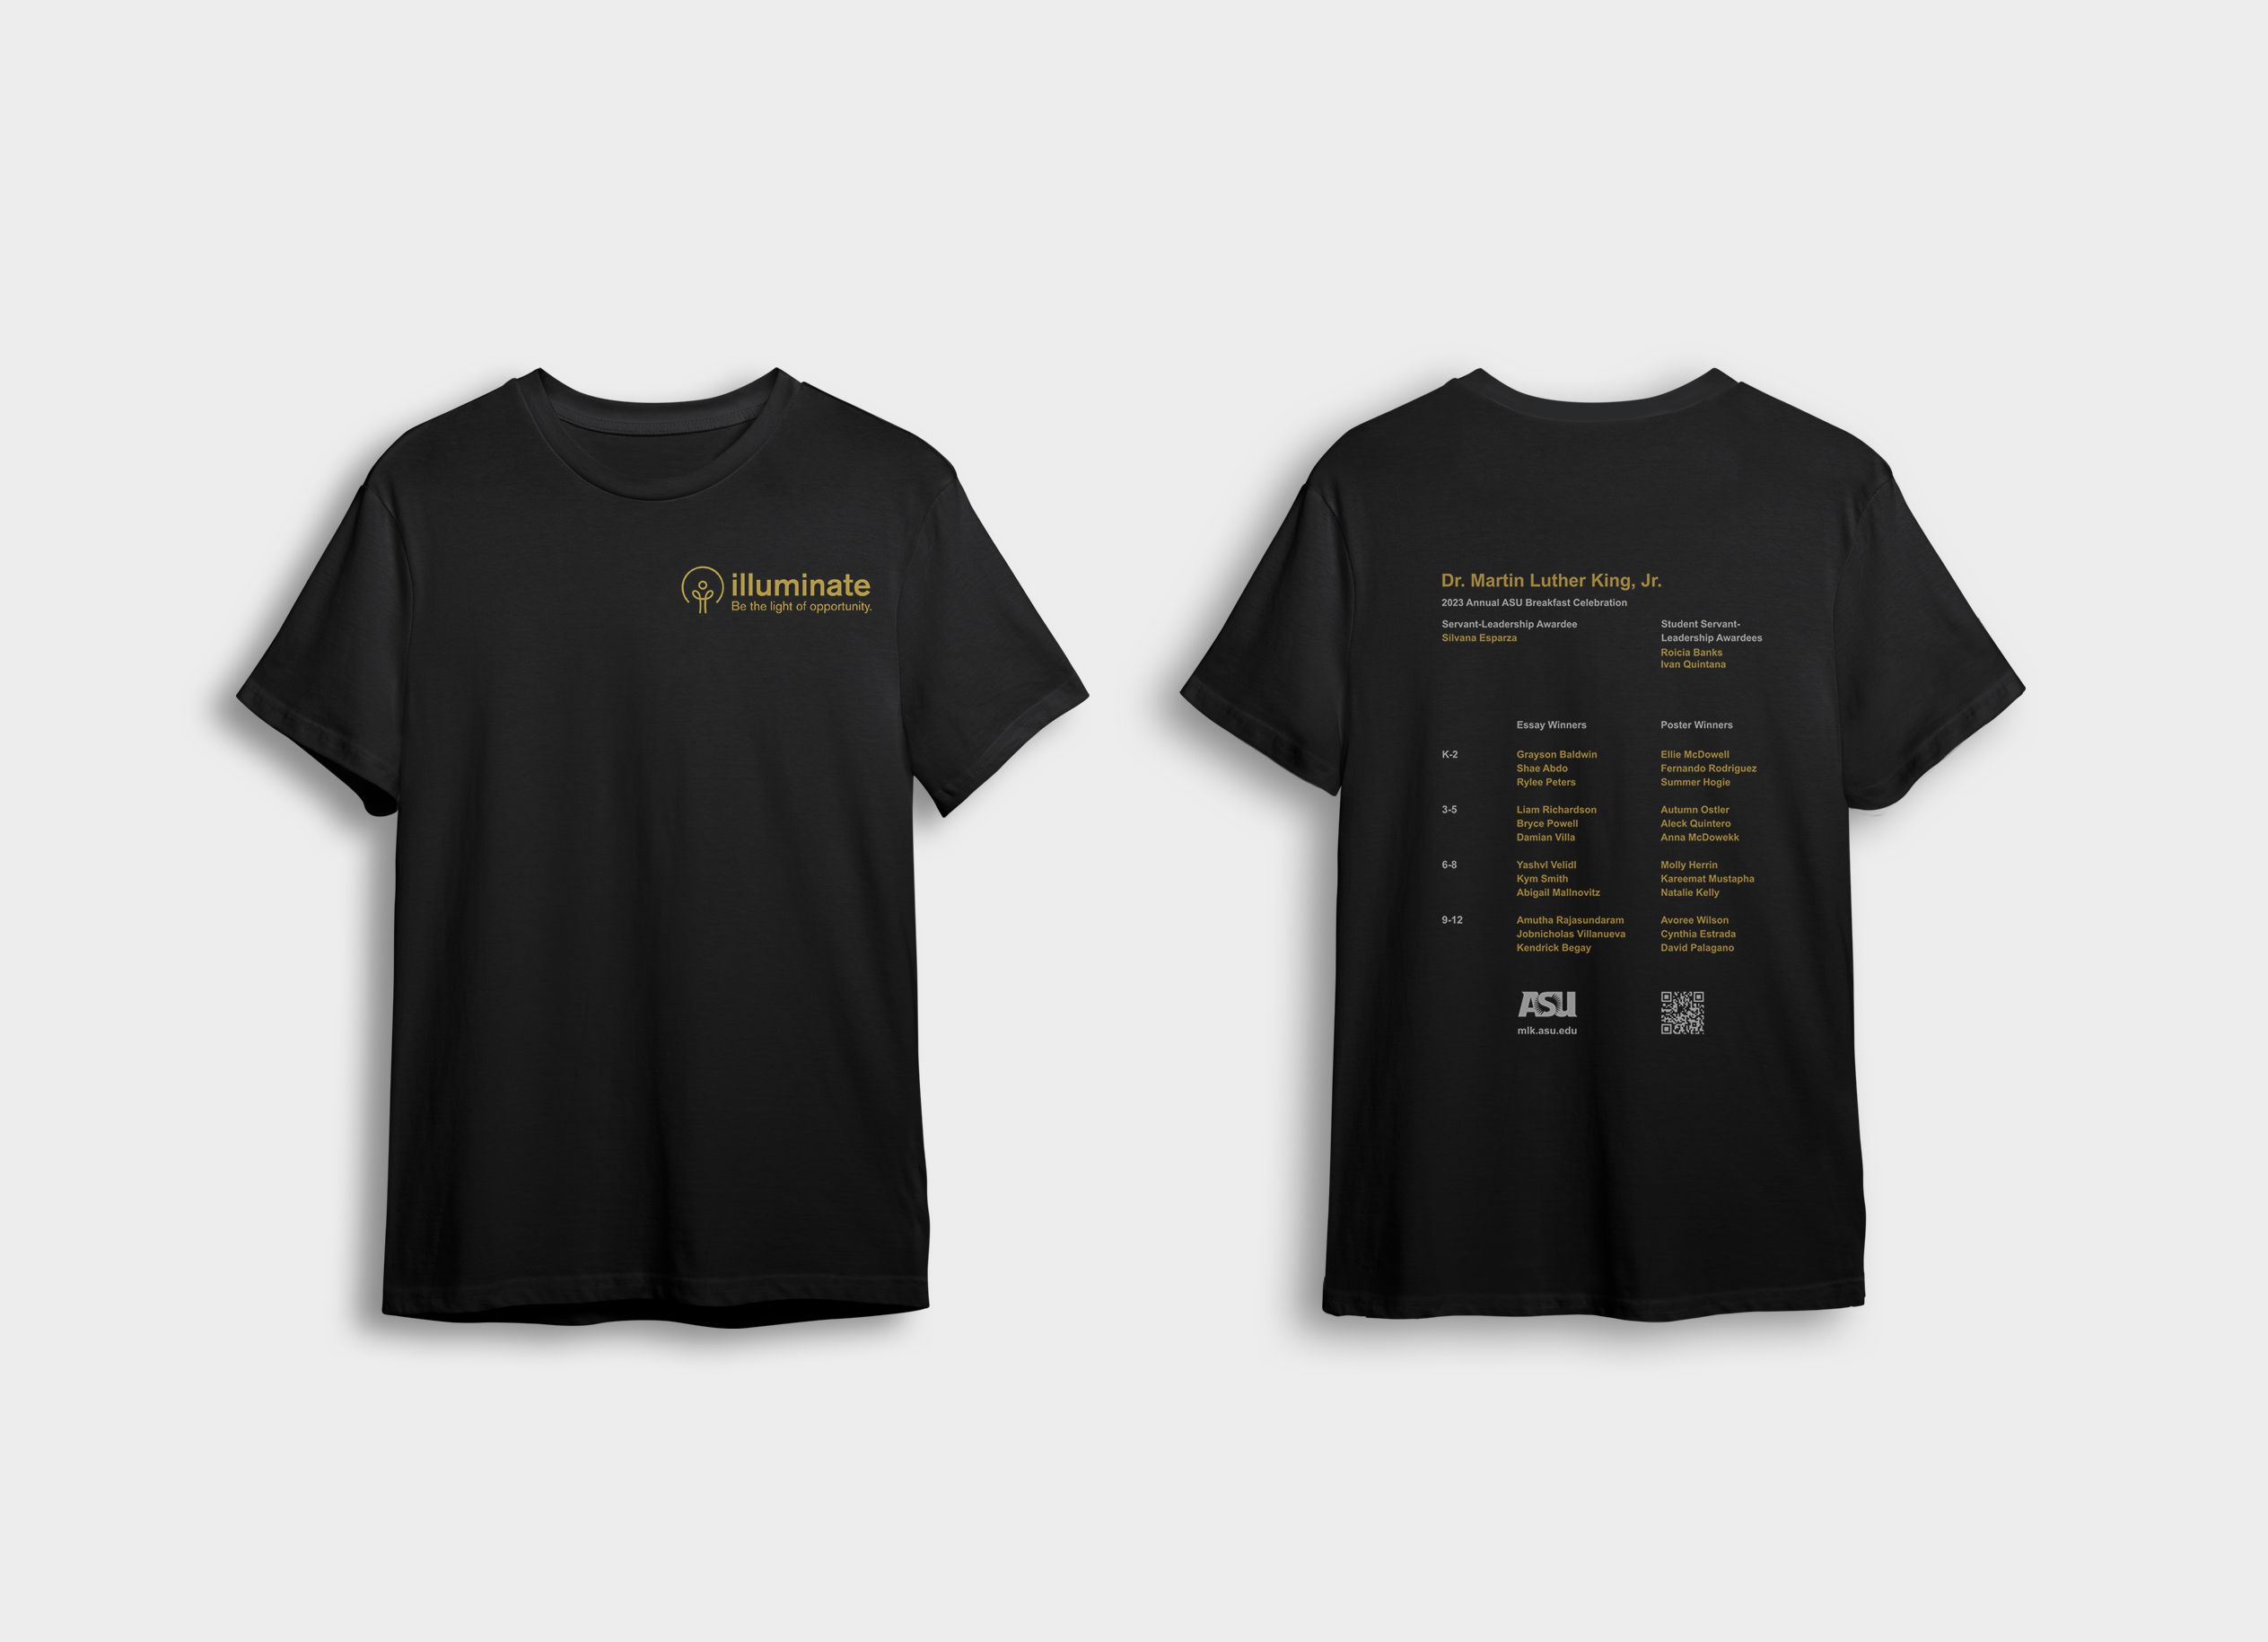 illuminate
Be the light of opportunity.
Dr. Martin Luther King, Jr.
2023 Annual ASU Breakfast Celebration
Servant-Leadership Awardee
Silvana Esparza
Student Servant-
Leadership Awardees
Roicia Banks
Ivan Quintana
Essay Winners
Poster Winners
K-2
Grayson Baldwin
Shae Abdo
Rylee Peters
Ellie McDowell
Fernando Rodríguez
Summer Hogie
3-5
Liam Richardson
Bryce Powell
Damian Villa
Autumn Ostler
Aleck Quintero
Anna McDowekk
6-8
Yashvl Velidl
Kym Smith
Abigail Mallnovitz
Molly Herrin
Kareemat Mustapha
Natalie Kelly
9-12
Amutha Rajasundaram
Jobnicholas Villanueva
Kendrick Begay
Avoree Wilson
Cynthia Estrada
David Palagano
ASU
mlk.asu.edu